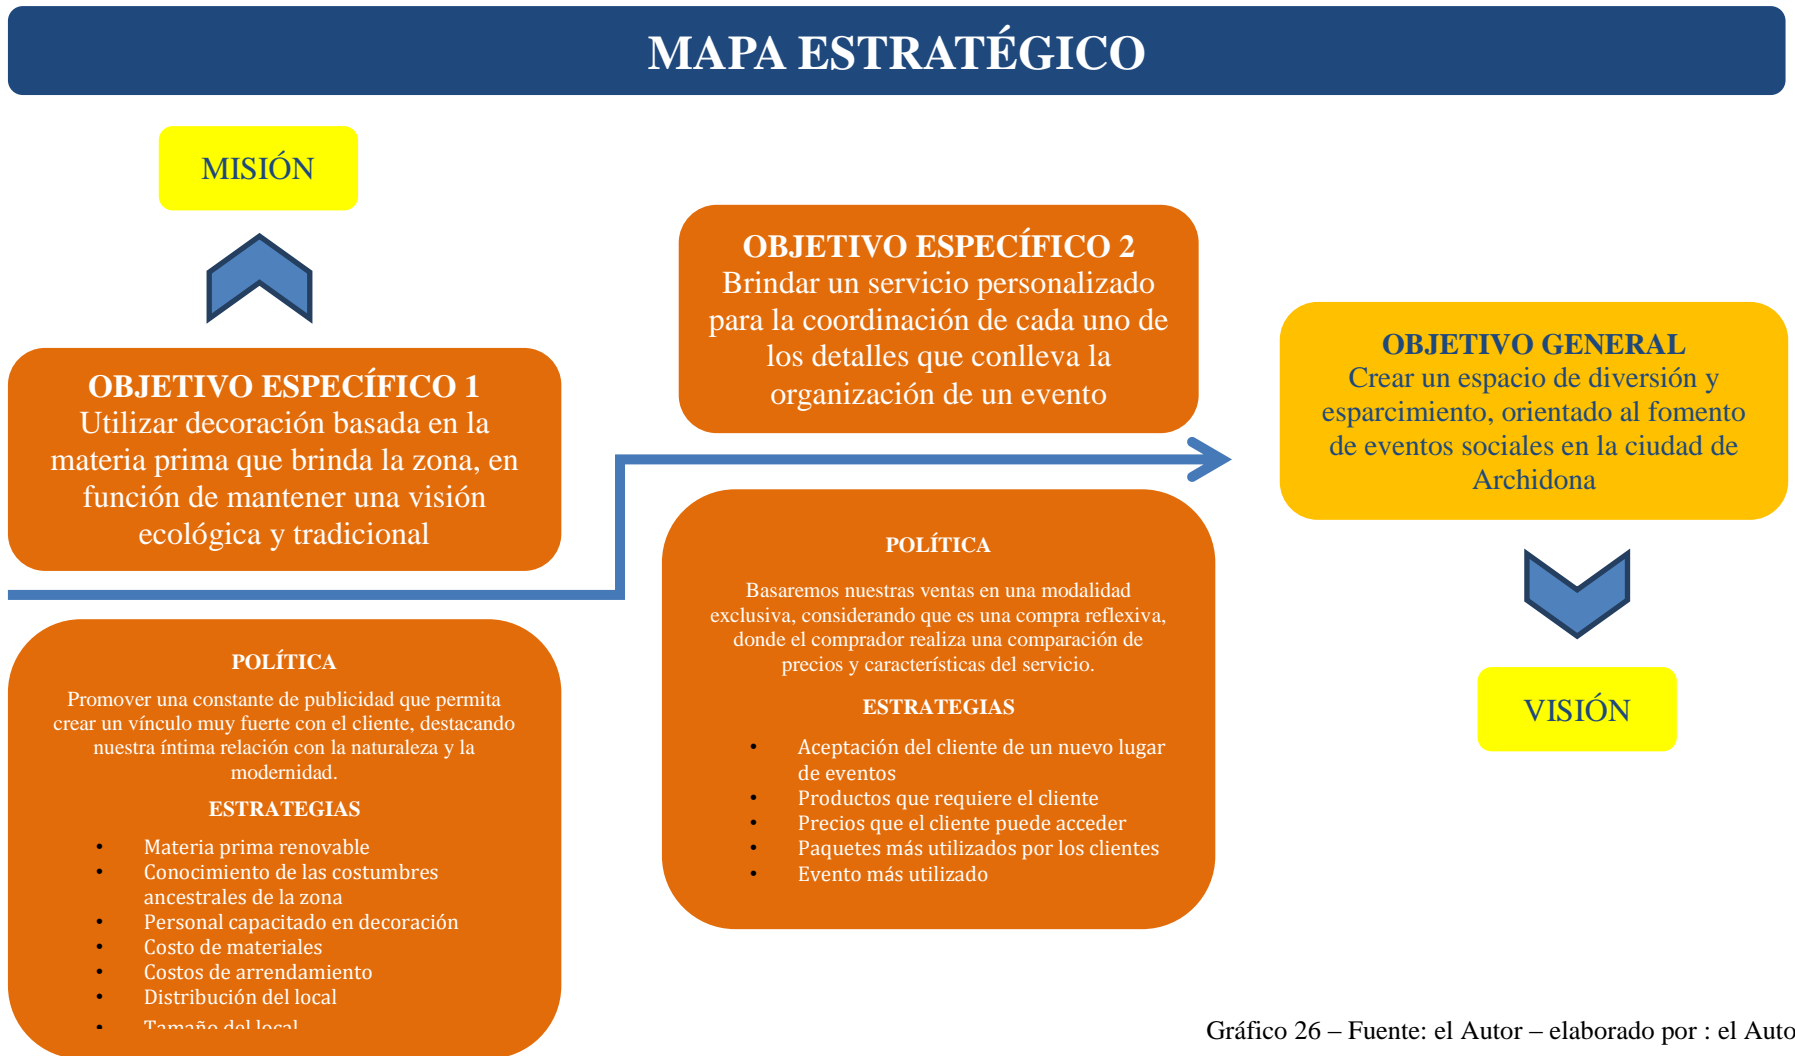 MAPA ESTRATÉGICO
MISIÓN
OBJETIVO ESPECÍFICO 1
Utilizar decoración basada en la
materia prima que brinda la zona, en
función de mantener una visión
ecológica y tradicional
POLÍTICA
Promover una constante de publicidad que permita
crear un vínculo muy fuerte con el cliente, destacando
nuestra íntima relación con la naturaleza y la
modernidad.
ESTRATEGIAS
• Materia prima renovable
• Conocimiento de las costumbres
ancestrales de la zona
• Personal capacitado en decoración
• Costo de materiales
• Costos de arrendamiento
• Distribución del local
• Tamaño del local
OBJETIVO ESPECÍFICO 2
Brindar un servicio personalizado
para la coordinación de cada uno de
los detalles que conlleva la
organización de un evento
POLÍTICA
Basaremos nuestras ventas en una modalidad
exclusiva, considerando que es una compra reflexiva,
donde el comprador realiza una comparación de
precios y características del servicio.
ESTRATEGIAS
• Aceptación del cliente de un nuevo lugar
de eventos
• Productos que requiere el cliente
• Precios que el cliente puede acceder
• Paquetes más utilizados por los clientes
• Evento más utilizado
OBJETIVO GENERAL
Crear un espacio de diversión y
esparcimiento, orientado al fomento
de eventos sociales en la ciudad de
Archidona
VISIÓN
Gráfico 26 – Fuente: el Autor – elaborado por : el Auto